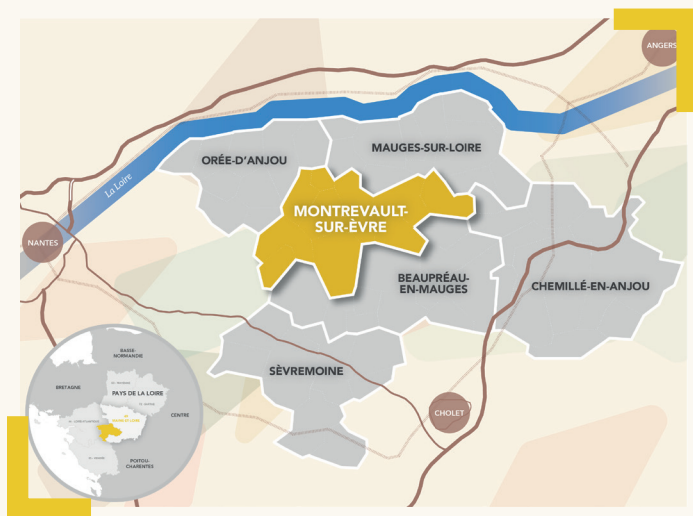 ANGERS
MAUGES-SUR-LOIRE
ORÉE-D'ANJOU
La Loire
MONTREVAULT-
SUR-ÈVRE
NANTES
BEAUPRÉAU-
EN-MAUGES
CHEMILLÉ-EN-ANJOU
SÈVREMOINE
CHOLET
BASSE-
NORMANDIE
BRETAGNE
PAYS DE LA LOIRE
CENTRE
POITOU-
CHARENTES